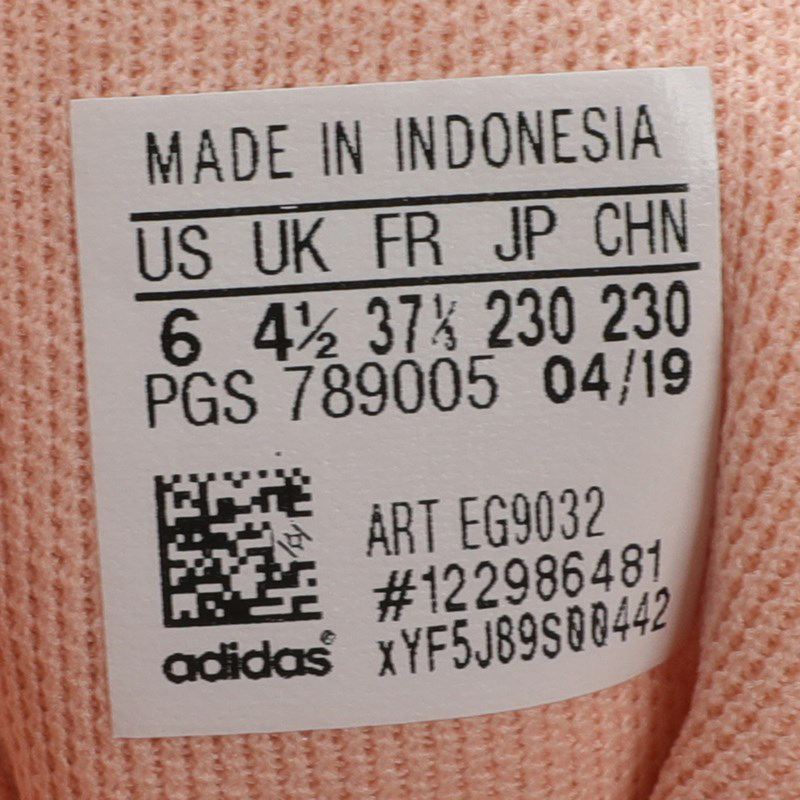 MADE IN INDONESIA
US UK FR JP CHN
6 4½ 37⅓ 230 230
PGS 789005 04/19
ART EG9032
#122986481
xYF5J89S00442
adidas®